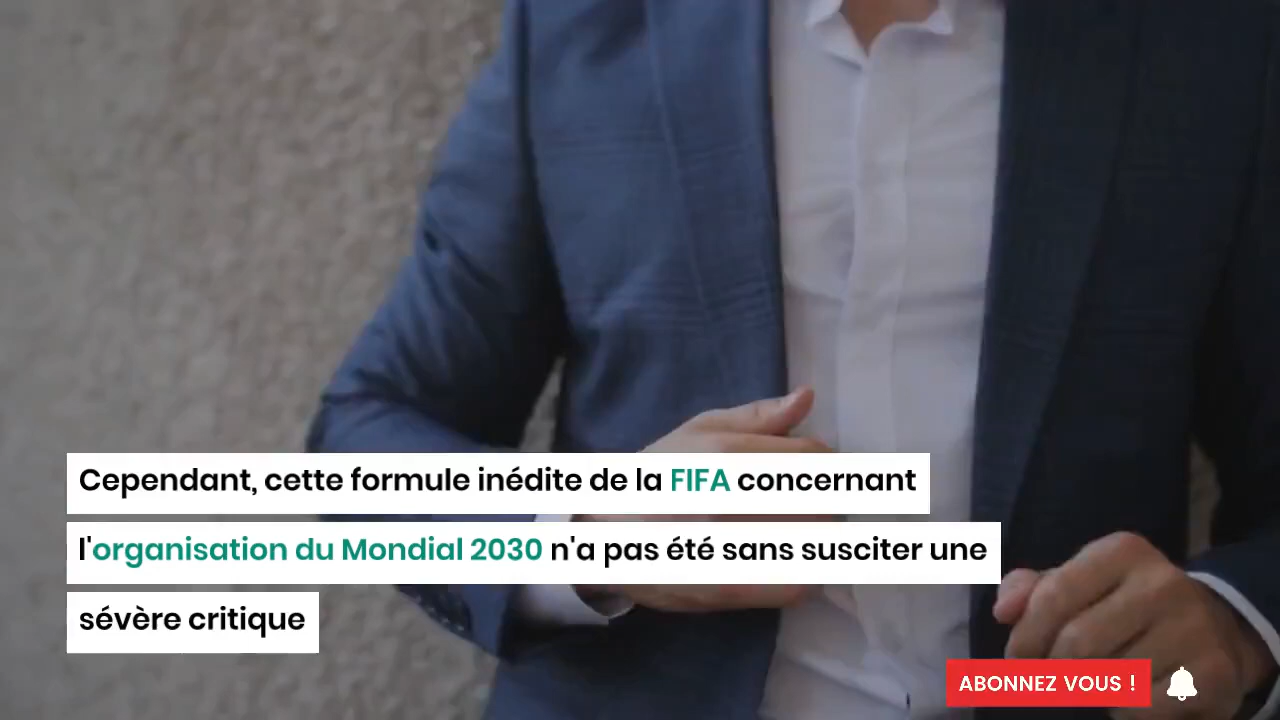 Cependant, cette formule inédite de la FIFA concernant
l'organisation du Mondial 2030 n'a pas été sans susciter une
sévère critique
ABONNEZ VOUS !